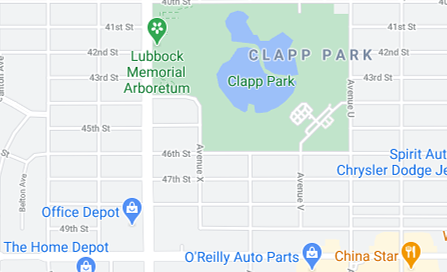 40th St
41st St
42nd St
42nd St
CLAPP PARK
Lubbock
Memorial
Arboretum
Clapp Park
43rd St
43rd St
Avenue U
45th St
St
46th St
Avenue X
47th St
Spirit Aut
Chrysler Dodge Je
Belton Ave
Avenue V
Office Depot
49th St
The Home Depot
O'Reilly Auto Parts
China Star